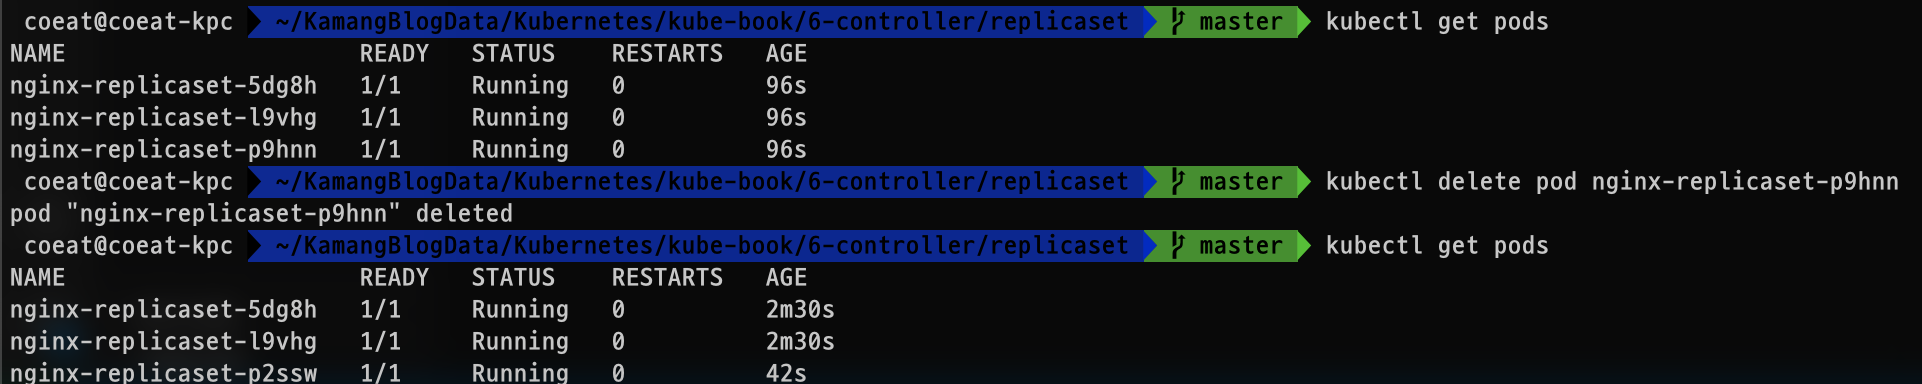 coeat@coeat-kpc ~/KamangBlogData/Kubernetes/kube-book/6-controller/replicaset master kubectl get pods
NAME READY STATUS RESTARTS AGE
nginx-replicaset-5dg8h 1/1 Running 0 96s
nginx-replicaset-l9vhg 1/1 Running 0 96s
nginx-replicaset-p9hnn 1/1 Running 0 96s
coeat@coeat-kpc ~/KamangBlogData/Kubernetes/kube-book/6-controller/replicaset master kubectl delete pod nginx-replicaset-p9hnn
pod "nginx-replicaset-p9hnn" deleted
coeat@coeat-kpc ~/KamangBlogData/Kubernetes/kube-book/6-controller/replicaset master kubectl get pods
NAME READY STATUS RESTARTS AGE
nginx-replicaset-5dg8h 1/1 Running 0 2m30s
nginx-replicaset-l9vhg 1/1 Running 0 2m30s
nginx-replicaset-p2ssw 1/1 Running 0 42s